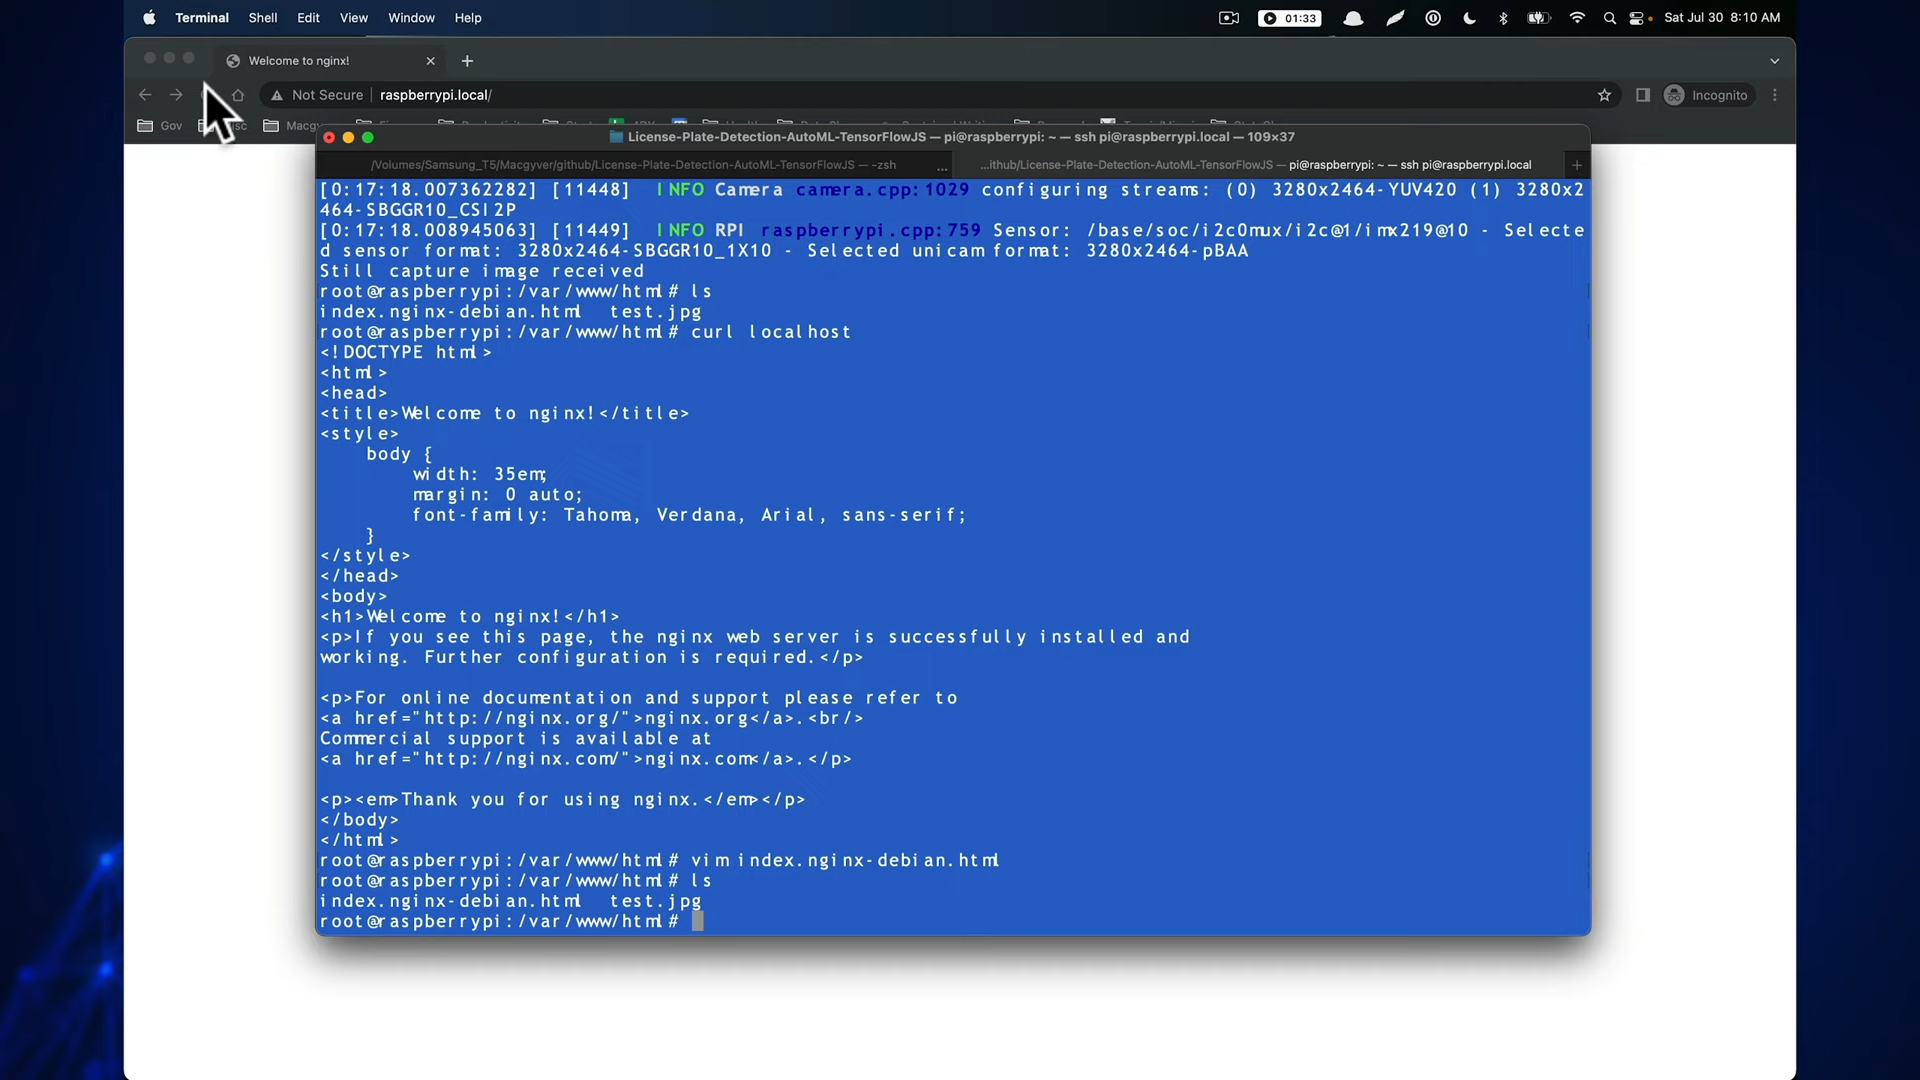 Terminal Shell Edit View Window Help 01:33 Sat Jul 30 8:10 AM
Welcome to nginx!
Not Secure raspberrypi.local/ Incognito
Gov
License-Plate-Detection-AutoML-TensorFlowJS — pi@raspberrypi: ~ — ssh pi@raspberrypi.local — 109x37
/Volumes/Samsung_T5/Macgyver/github/License-Plate-Detection-AutoML-TensorFlowJS — -zsh ... ...ithub/License-Plate-Detection-AutoML-TensorFlowJS — pi@raspberrypi: ~ — ssh pi@raspberrypi.local
[0:17:18.007362282] [11448] INFO Camera camera.cpp:1029 configuring streams: (0) 3280x2464-YUV420 (1) 3280x2
464-SBGGR10_CSI2P
[0:17:18.008945063] [11449] INFO RPI raspberrypi.cpp:759 Sensor: /base/soc/i2c0mux/i2c@1/imx219@10 - Selecte
d sensor format: 3280x2464-SBGGR10_1X10 - Selected unicam format: 3280x2464-pBAA
Still capture image received
root@raspberrypi:/var/www/html# ls
index.nginx-debian.html test.jpg
root@raspberrypi:/var/www/html# curl localhost
<!DOCTYPE html>
<html>
<head>
<title>Welcome to nginx!</title>
<style>
body {
width: 35em;
margin: 0 auto;
font-family: Tahoma, Verdana, Arial, sans-serif;
}
</style>
</head>
<body>
<h1>Welcome to nginx!</h1>
<p>If you see this page, the nginx web server is successfully installed and
working. Further configuration is required.</p>
<p>For online documentation and support please refer to
<a href="http://nginx.org/">nginx.org</a>.<br/>
Commercial support is available at
<a href="http://nginx.com/">nginx.com</a>.</p>
<p><em>Thank you for using nginx.</em></p>
</body>
</html>
root@raspberrypi:/var/www/html# vim index.nginx-debian.html
root@raspberrypi:/var/www/html# ls
index.nginx-debian.html test.jpg
root@raspberrypi:/var/www/html#